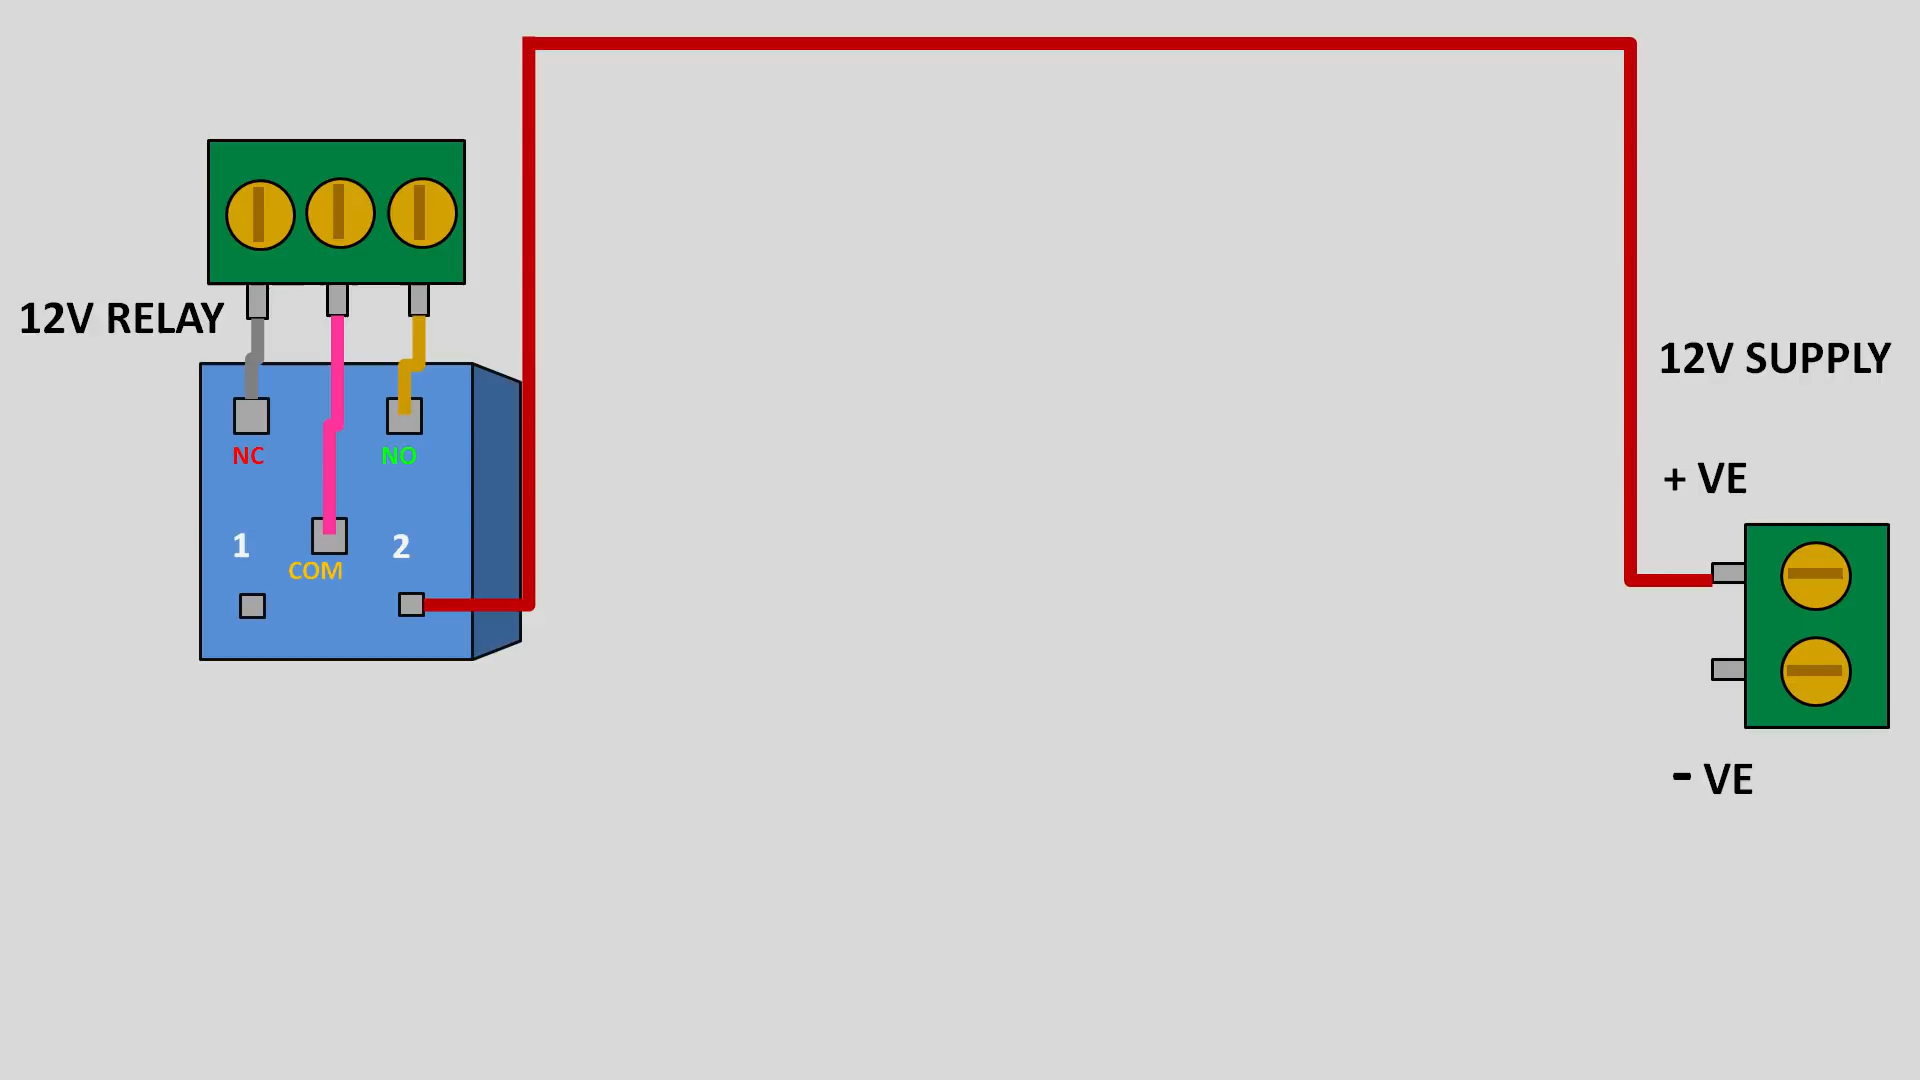 12V RELAY
NC
NO
1
2
COM
12V SUPPLY
+ VE
- VE